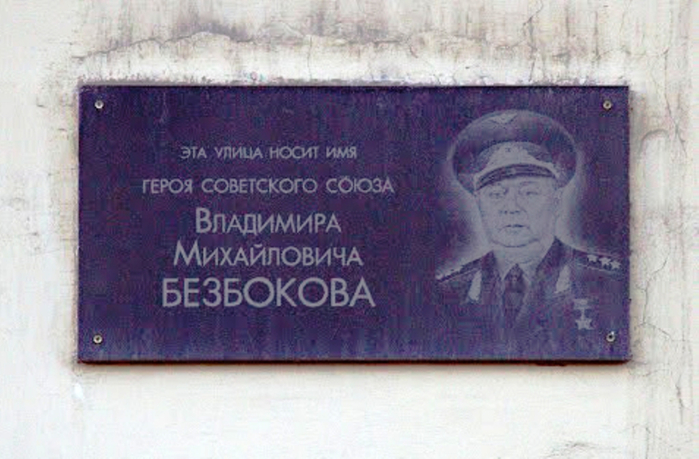 ЭТА УЛИЦА НОСИТ ИМЯ
ГЕРОЯ СОВЕТСКОГО СОЮЗА
ВЛАДИМИРА
МИХАЙЛОВИЧА
БЕЗБОКОВА